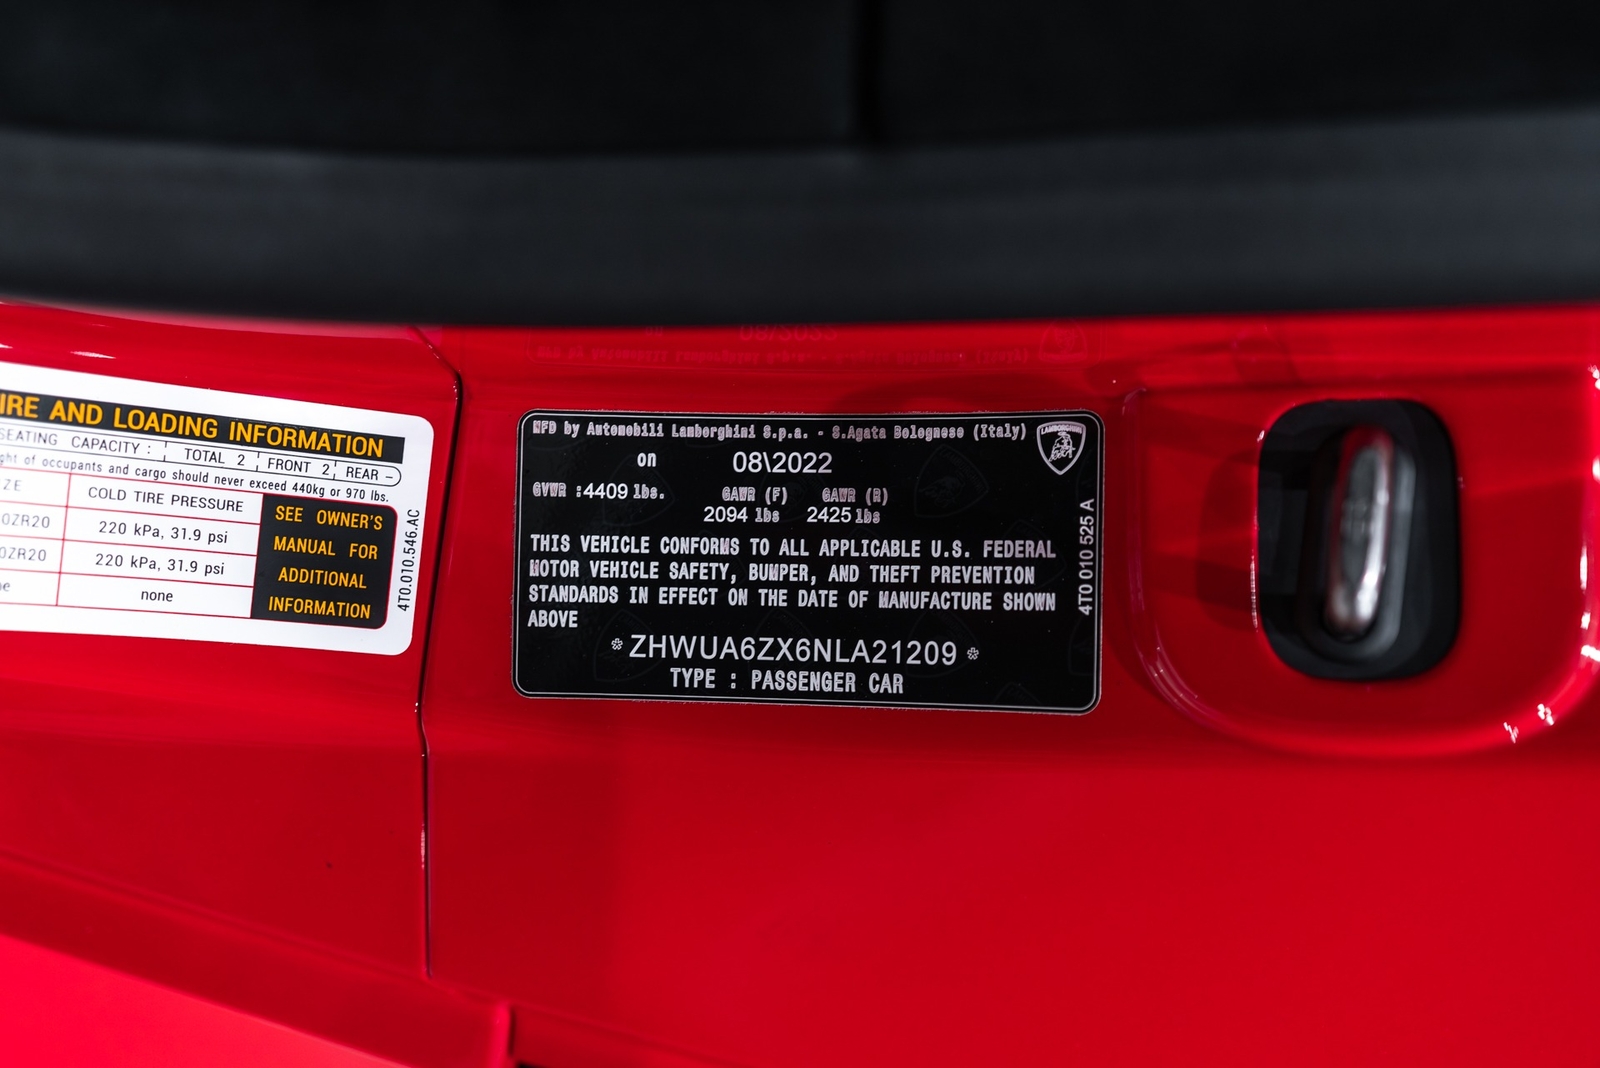 IRE AND LOADING INFORMATION
SEATING CAPACITY : TOTAL 2 FRONT 2 REAR -
ght of occupants and cargo should never exceed 440kg or 970 lbs.
ZE COLD TIRE PRESSURE
0ZR20 220 kPa, 31.9 psi
0ZR20 220 kPa, 31.9 psi
ne none
SEE OWNER'S
MANUAL FOR
ADDITIONAL
INFORMATION
4T0.010.546.AC
MFD by Automobili Lamborghini S.p.a. - S.Agata Bolognese (Italy)
on 08\2022
GVWR :4409 lbs. GAWR (F) GAWR (R)
2094 lbs 2425 lbs
THIS VEHICLE CONFORMS TO ALL APPLICABLE U.S. FEDERAL
MOTOR VEHICLE SAFETY, BUMPER, AND THEFT PREVENTION
STANDARDS IN EFFECT ON THE DATE OF MANUFACTURE SHOWN
ABOVE
*ZHWUA6ZX6NLA21209*
TYPE : PASSENGER CAR
LAMBORGHINI
4T0 010 525 A